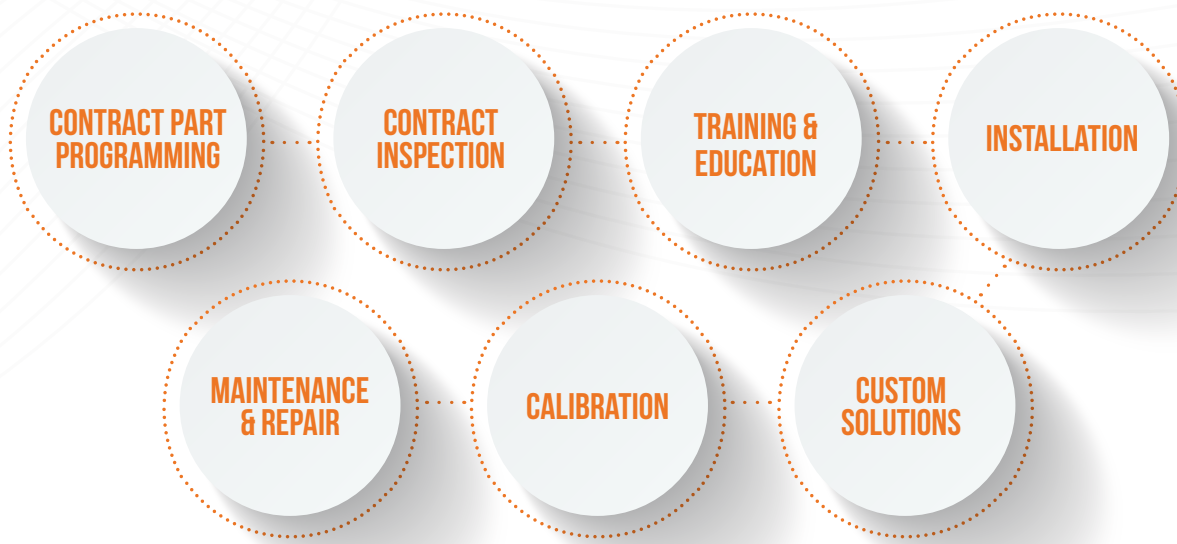 CONTRACT PART
PROGRAMMING
CONTRACT
INSPECTION
TRAINING &
EDUCATION
INSTALLATION
MAINTENANCE
& REPAIR
CALIBRATION
CUSTOM
SOLUTIONS